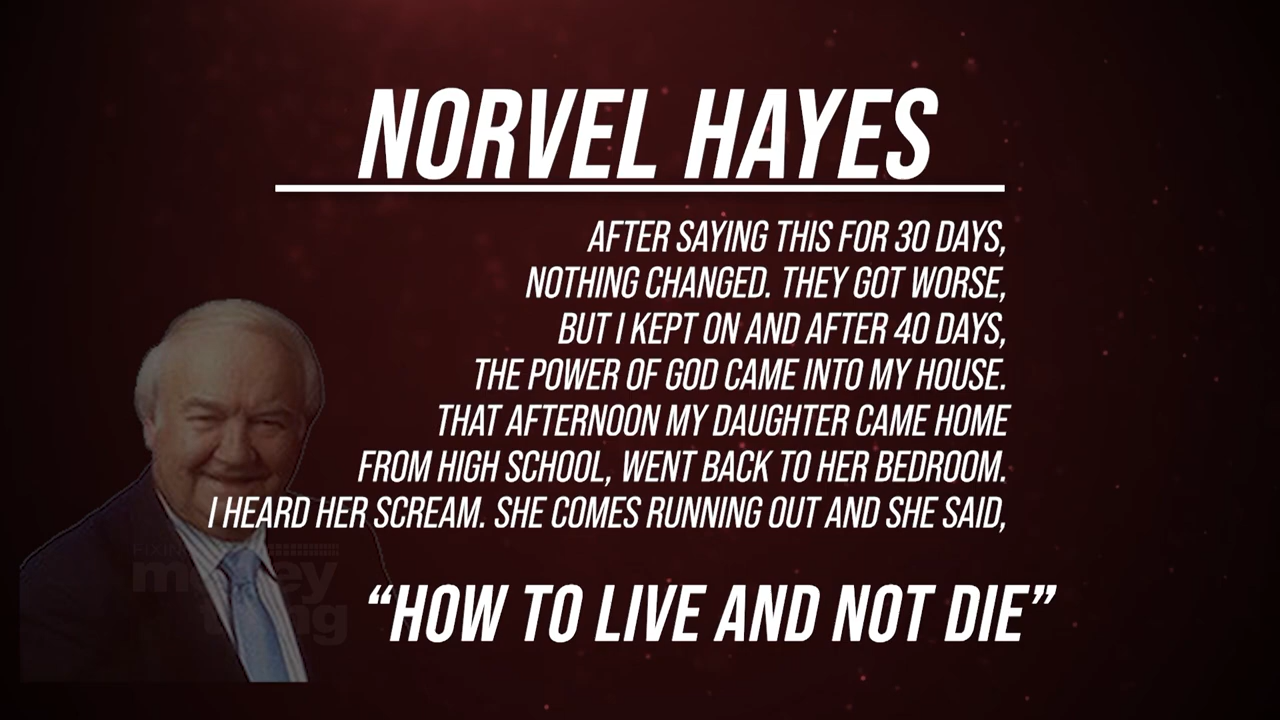 NORVEL HAYES
AFTER SAYING THIS FOR 30 DAYS,
NOTHING CHANGED. THEY GOT WORSE,
BUT I KEPT ON AND AFTER 40 DAYS,
THE POWER OF GOD CAME INTO MY HOUSE.
THAT AFTERNOON MY DAUGHTER CAME HOME
FROM HIGH SCHOOL, WENT BACK TO HER BEDROOM.
I HEARD HER SCREAM. SHE COMES RUNNING OUT AND SHE SAID,
“HOW TO LIVE AND NOT DIE”